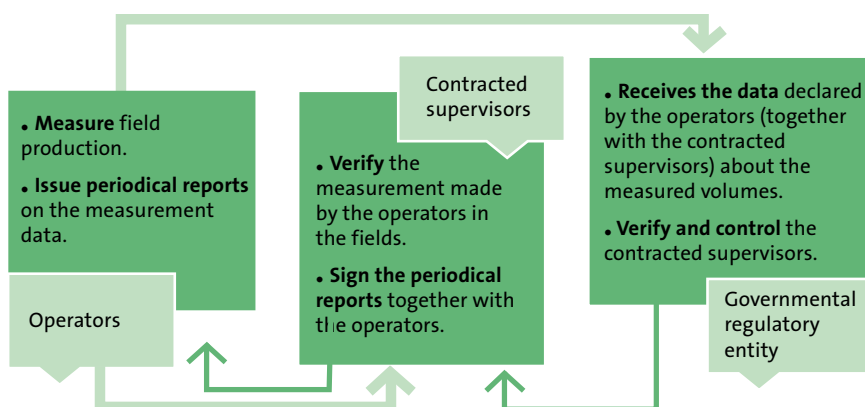 • Measure field
production.
• Issue periodical reports
on the measurement
data.
Operators
Contracted
supervisors
• Verify the
measurement made
by the operators in
the fields.
• Sign the periodical
reports together with
the operators.
• Receives the data declared
by the operators (together
with the contracted
supervisors) about the
measured volumes.
• Verify and control the
contracted supervisors.
Governmental
regulatory
entity